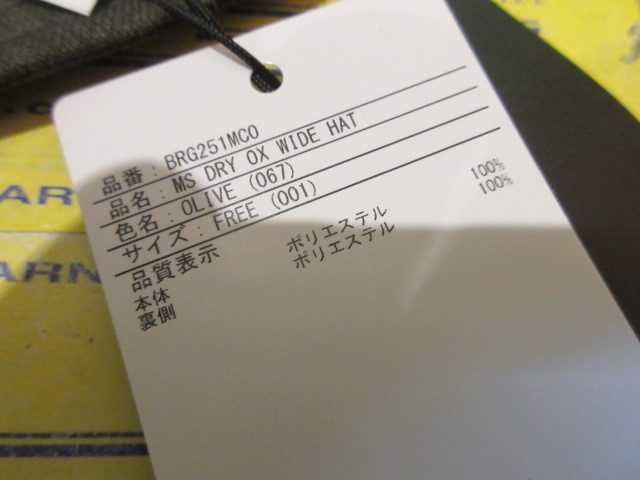 品番 : BRG251MC0
品名 : MS DRY OX WIDE HAT
色名 : OLIVE (067)
サイズ : FREE (001)
品質表示
本体 ポリエステル 100%
裏側 ポリエステル 100%
ARN